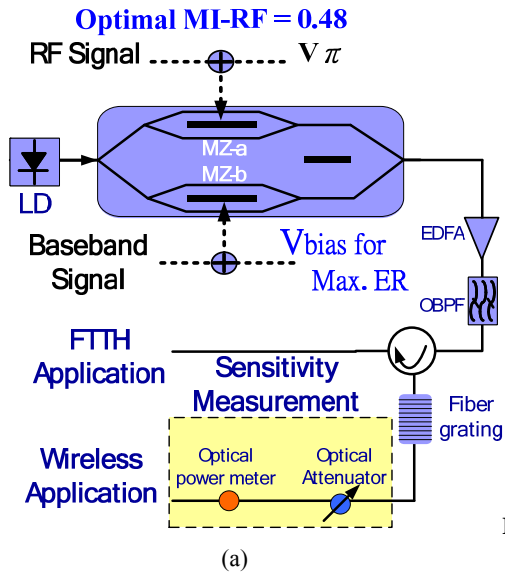 Optimal MI-RF = 0.48
RF Signal
V π
MZ-a
MZ-b
LD
Baseband
Signal
Vbias for
Max. ER
EDFA
OBPF
FTTH
Application
Sensitivity
Measurement
Fiber
grating
Wireless
Application
Optical
power meter
Optical
Attenuator
(a)